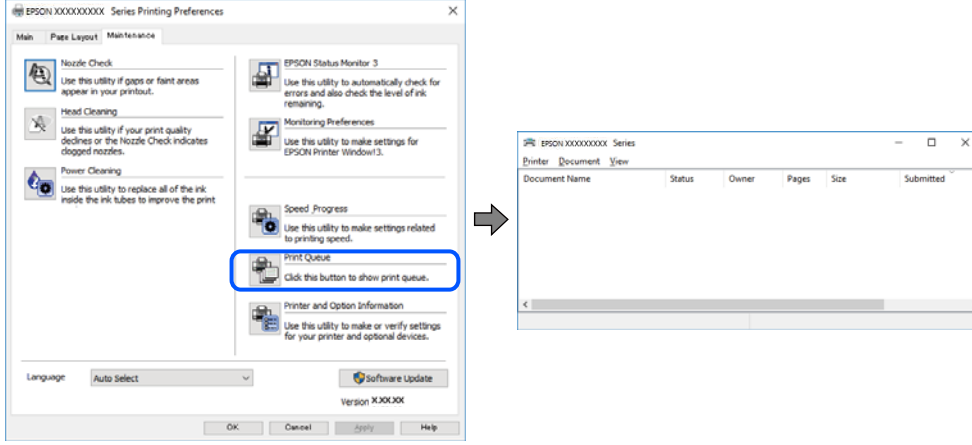 EPSON XXXXXXXXX Series Printing Preferences
Main Page Layout Maintenance
Nozzle Check
Use this utility if gaps or faint areas
appear in your printout.
Head Cleaning
Use this utility if your print quality
declines or the Nozzle Check indicates
clogged nozzles.
Power Cleaning
Use this utility to replace all of the ink
inside the ink tubes to improve the print
EPSON Status Monitor 3
Use this utility to automatically check for
errors and also check the level of ink
remaining.
Monitoring Preferences
Use this utility to make settings for
EPSON Printer Window!3.
Speed Progress
Use this utility to make settings related
to printing speed.
Print Queue
Click this button to show print queue.
Printer and Option Information
Use this utility to make or verify settings
for your printer and optional devices.
Language Auto Select
Software Update
Version X.XX.XX
OK Cancel Apply Help
EPSON XXXXXXXXX Series
Printer Document View
Document Name Status Owner Pages Size Submitted